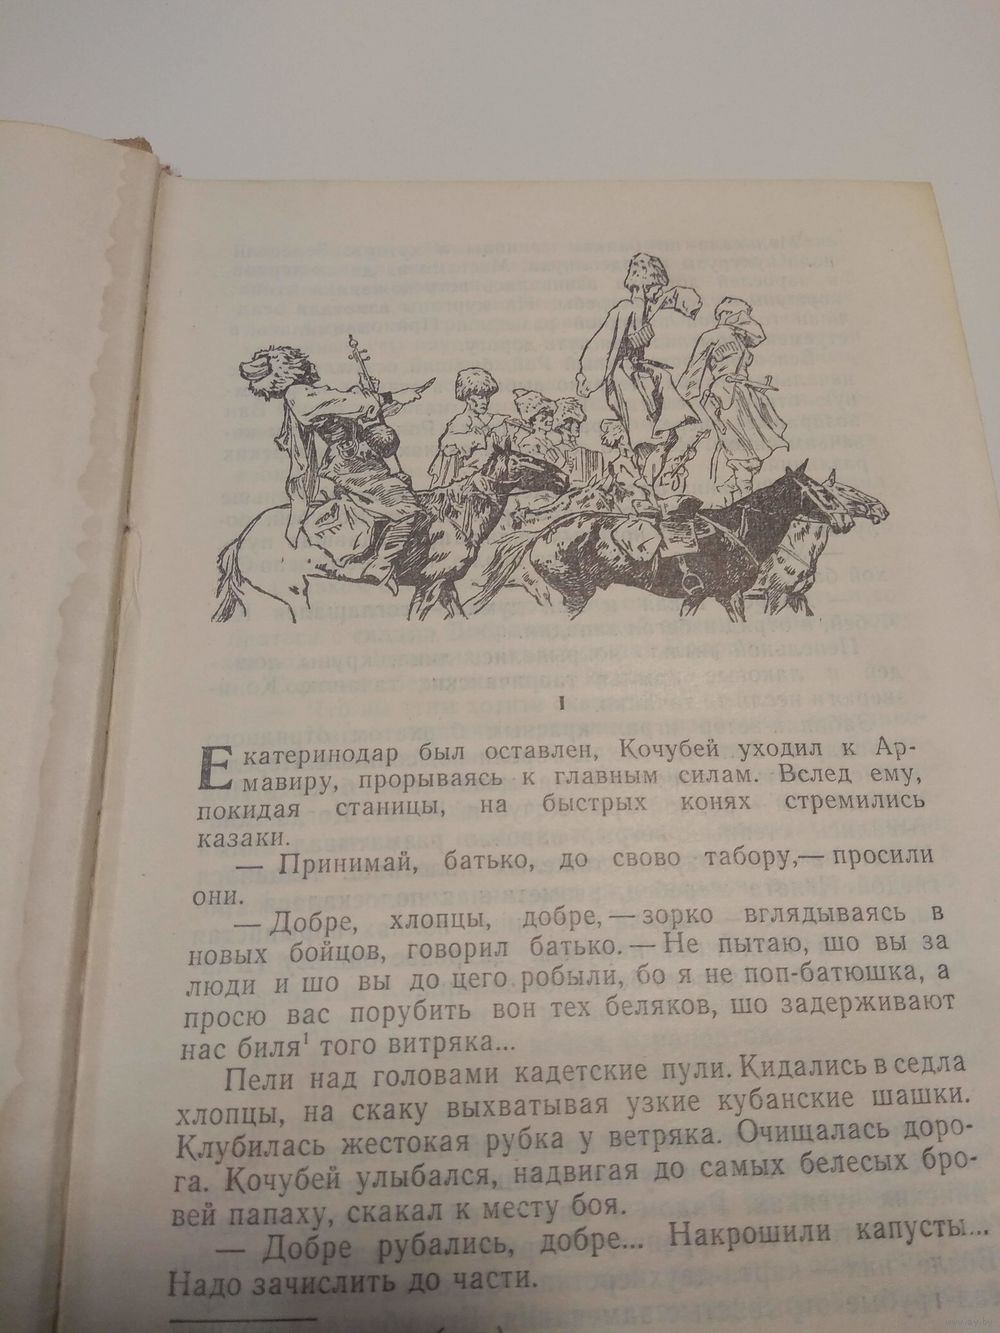 I
Екатеринодар был оставлен, Кочубей уходил к Ар-
мавиру, прорываясь к главным силам. Вслед ему,
покидая станицы, на быстрых конях стремились
казаки.
— Принимай, батько, до свово табору,— просили
они.
— Добре, хлопцы, добре, — зорко вглядываясь в
новых бойцов, говорил батько. — Не пытаю, шо вы за
люди и шо вы до цего робыли, бо я не поп-батюшка, а
просю вас порубить вон тех беляков, шо задерживают
нас биля¹ того витряка...
Пели над головами кадетские пули. Кидались в седла
хлопцы, на скаку выхватывая узкие кубанские шашки.
Клубилась жестокая рубка у ветряка. Очищалась доро-
га. Кочубей улыбался, надвигая до самых белесых бро-
вей папаху, скакал к месту боя.
— Добре рубались, добре... Накрошили капусты...
Надо зачислить до части.